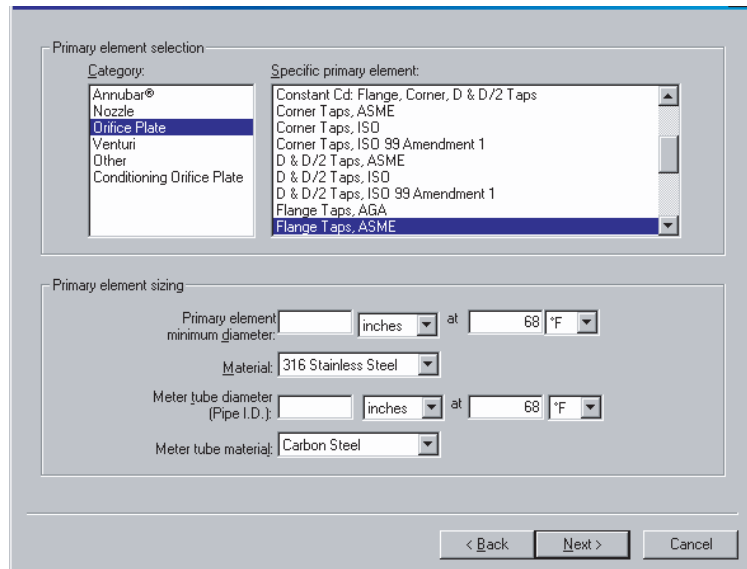 Primary element selection
Category:
Specific primary element:
Annubar®
Nozzle
Orifice Plate
Venturi
Other
Conditioning Orifice Plate
Constant Cd: Flange, Corner, D & D/2 Taps
Corner Taps, ASME
Corner Taps, ISO
Corner Taps, ISO 99 Amendment 1
D & D/2 Taps, ASME
D & D/2 Taps, ISO
D & D/2 Taps, ISO 99 Amendment 1
Flange Taps, AGA
Flange Taps, ASME
Primary element sizing
Primary element
minimum diameter: inches at 68 °F
Material: 316 Stainless Steel
Meter tube diameter
(Pipe I.D.): inches at 68 °F
Meter tube material: Carbon Steel
< Back Next > Cancel